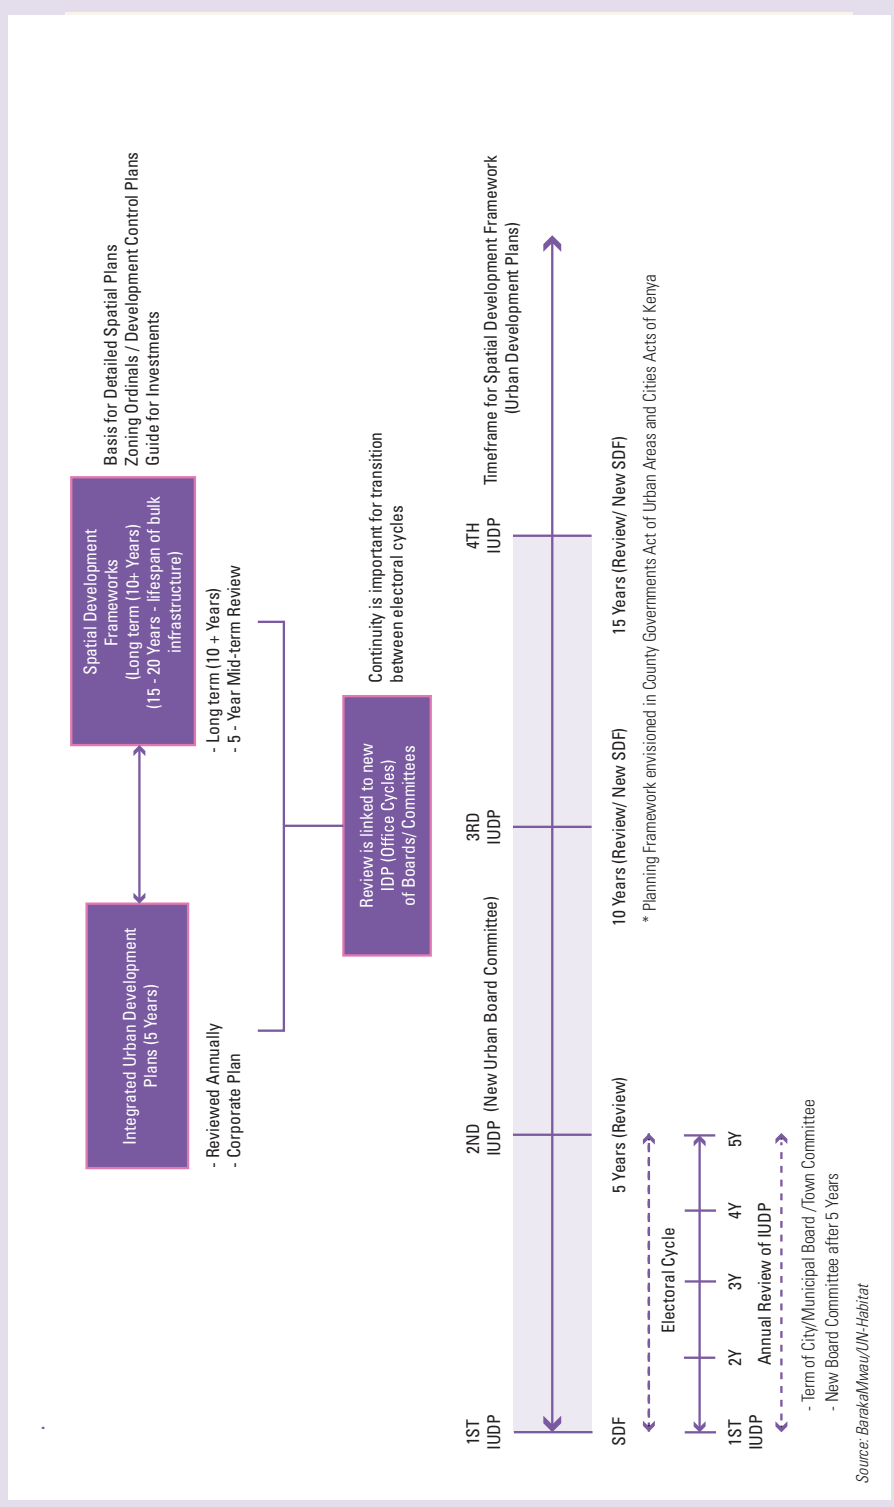 Integrated Urban Development
Plans (5 Years)
- Reviewed Annually
- Corporate Plan
Spatial Development
Frameworks
(Long term (10+ Years)
(15 - 20 Years - lifespan of bulk
infrastructure)
- Long term (10 + Years)
- 5 - Year Mid-term Review
Basis for Detailed Spatial Plans
Zoning Ordinals / Development Control Plans
Guide for Investments
Review is linked to new
IDP (Office Cycles)
of Boards/ Committees
Continuity is important for transition
between electoral cycles
1ST
IUDP
2ND
IUDP (New Urban Board Committee)
3RD
IUDP
4TH
IUDP
Timeframe for Spatial Development Framework
(Urban Development Plans)
SDF
5 Years (Review)
10 Years (Review/ New SDF)
15 Years (Review/ New SDF)
* Planning Framework envisioned in County Governments Act of Urban Areas and Cities Acts of Kenya
Electoral Cycle
1ST
IUDP
2Y
3Y
4Y
5Y
Annual Review of IUDP
- Term of City/Municipal Board /Town Committee
- New Board Committee after 5 Years
Source: BarakaMwau/UN-Habitat